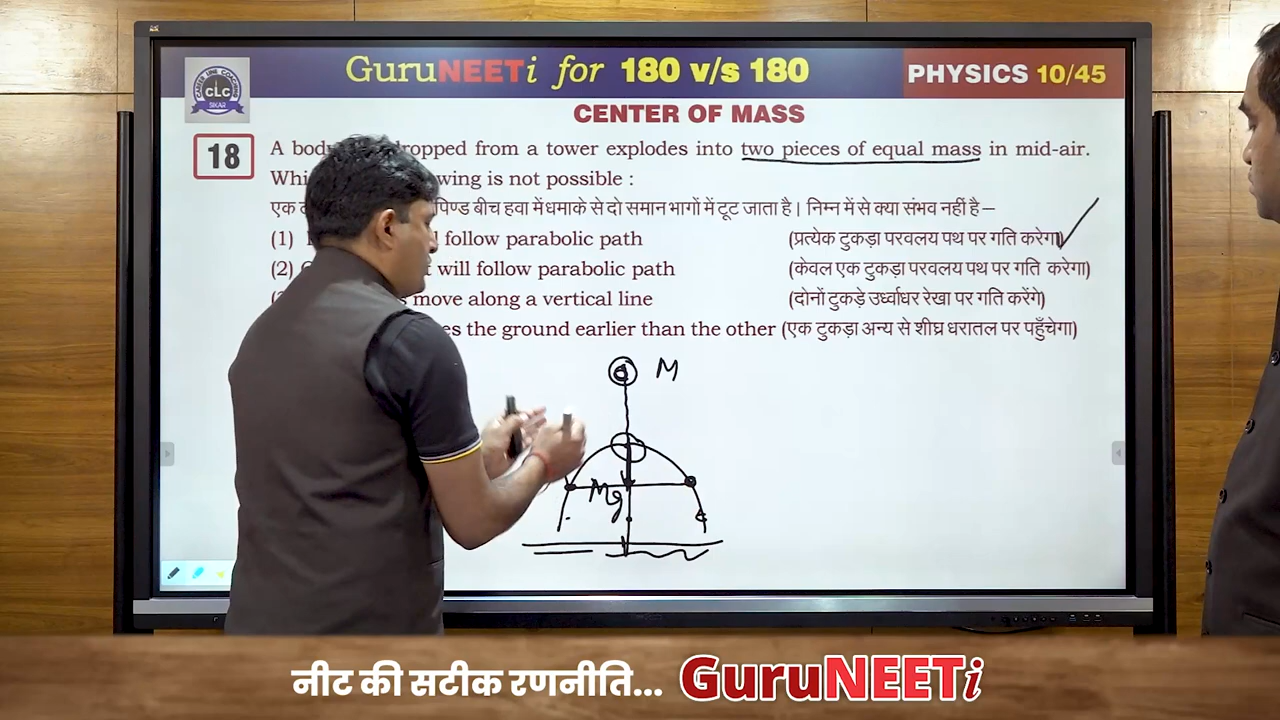 GuruNEETi for 180 v/s 180
PHYSICS 10/45
CAREER LINE COACHING
CLC
SIKAR
CENTER OF MASS
18
A body dropped from a tower explodes into two pieces of equal mass in mid-air.
wing is not possible :
पिण्ड बीच हवा में धमाके से दो समान भागों में टूट जाता है। निम्न में से क्या संभव नहीं है–
(1) follow parabolic path (प्रत्येक टुकड़ा परवलय पथ पर गति करेगा)
(2) will follow parabolic path (केवल एक टुकड़ा परवलय पथ पर गति करेगा)
move along a vertical line (दोनों टुकड़े उर्ध्वाधर रेखा पर गति करेंगे)
the ground earlier than the other (एक टुकड़ा अन्य से शीघ्र धरातल पर पहुँचेगा)
M
Mg
नीट की सटीक रणनीति... GuruNEETi